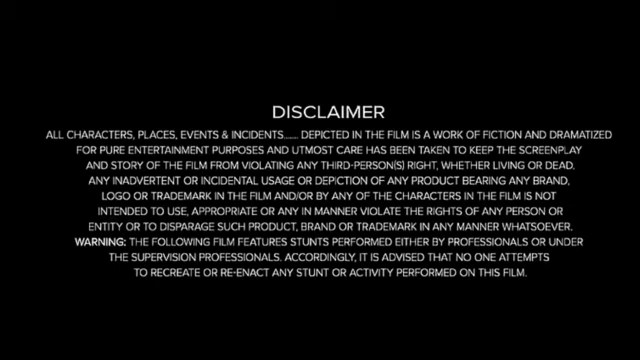 DISCLAIMER
ALL CHARACTERS, PLACES, EVENTS & INCIDENTS...... DEPICTED IN THE FILM IS A WORK OF FICTION AND DRAMATIZED
FOR PURE ENTERTAINMENT PURPOSES AND UTMOST CARE HAS BEEN TAKEN TO KEEP THE SCREENPLAY
AND STORY OF THE FILM FROM VIOLATING ANY THIRD-PERSON(S) RIGHT, WHETHER LIVING OR DEAD.
ANY INADVERTENT OR INCIDENTAL USAGE OR DEPICTION OF ANY PRODUCT BEARING ANY BRAND,
LOGO OR TRADEMARK IN THE FILM AND/OR BY ANY OF THE CHARACTERS IN THE FILM IS NOT
INTENDED TO USE, APPROPRIATE OR ANY IN MANNER VIOLATE THE RIGHTS OF ANY PERSON OR
ENTITY OR TO DISPARAGE SUCH PRODUCT, BRAND OR TRADEMARK IN ANY MANNER WHATSOEVER.
WARNING: THE FOLLOWING FILM FEATURES STUNTS PERFORMED EITHER BY PROFESSIONALS OR UNDER
THE SUPERVISION PROFESSIONALS. ACCORDINGLY, IT IS ADVISED THAT NO ONE ATTEMPTS
TO RECREATE OR RE-ENACT ANY STUNT OR ACTIVITY PERFORMED ON THIS FILM.